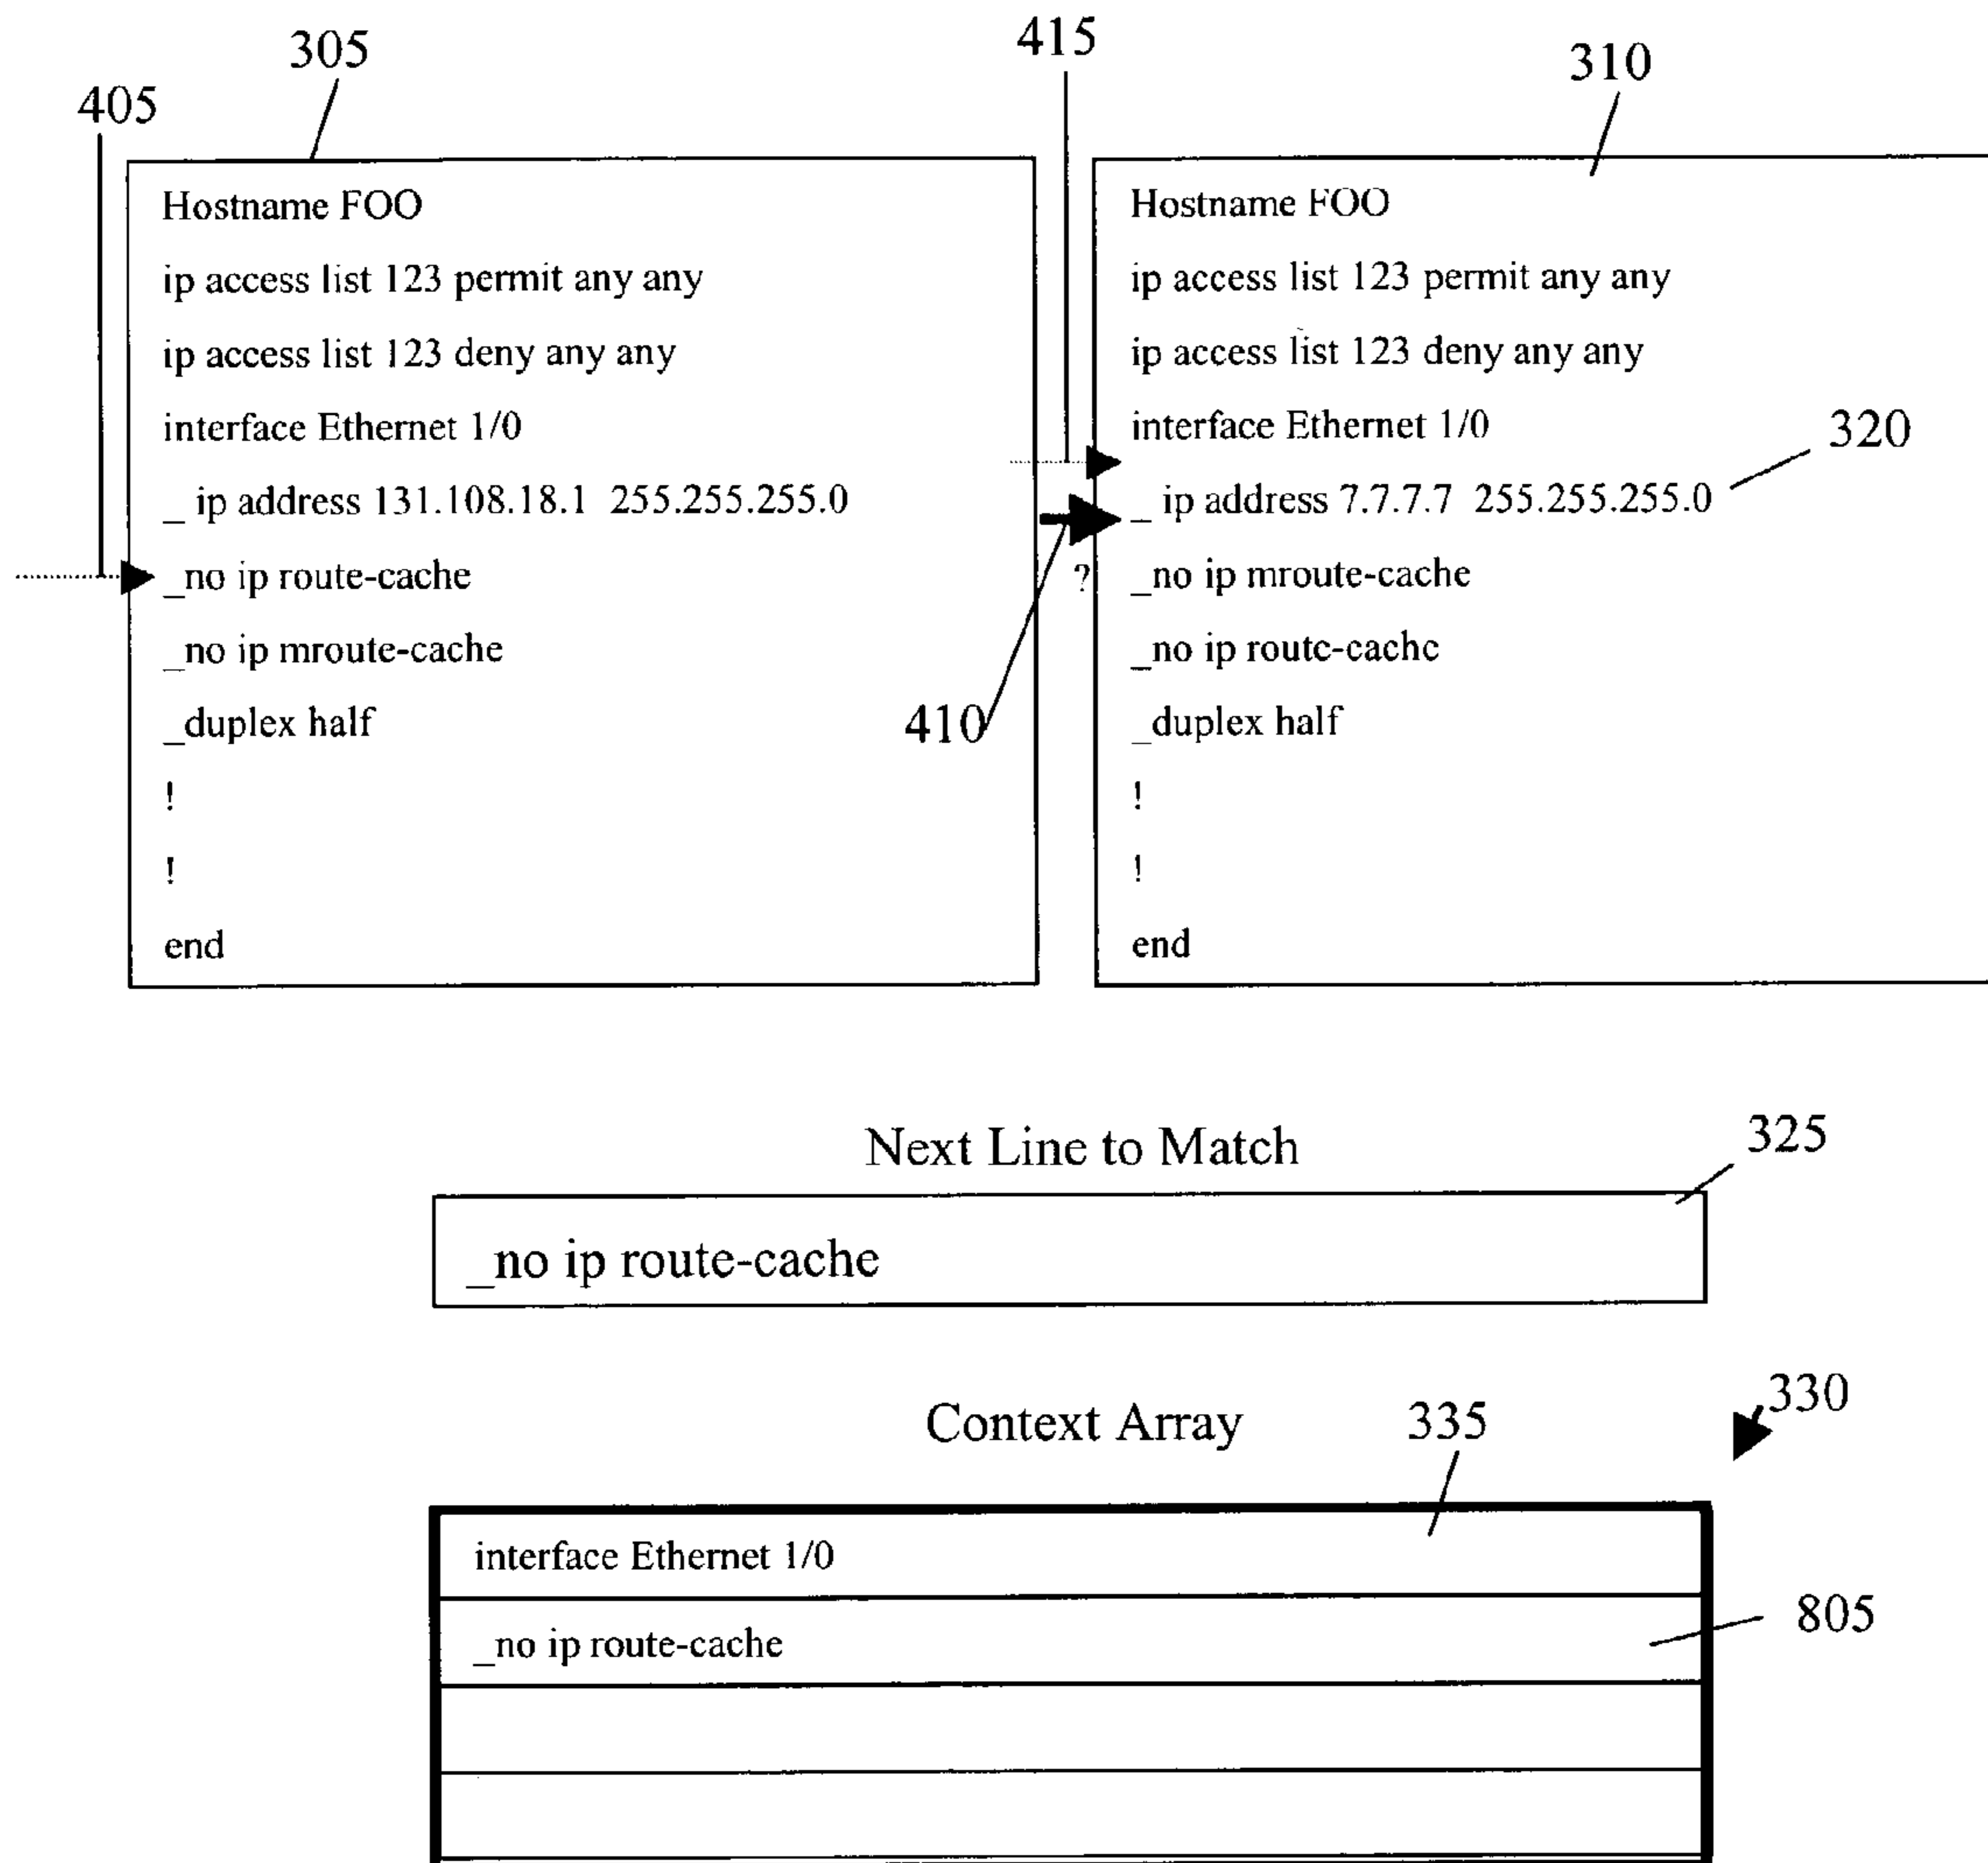 305
415
310
405
Hostname FOO
ip access list 123 permit any any
ip access list 123 deny any any
interface Ethernet 1/0
_ ip address 131.108.18.1 255.255.255.0
_no ip route-cache
_no ip mroute-cache
_duplex half
!
!
end
410
?
Hostname FOO
ip access list 123 permit any any
ip access list 123 deny any any
interface Ethernet 1/0
_ ip address 7.7.7.7 255.255.255.0
_no ip mroute-cache
_no ip route-cache
_duplex half
!
!
end
320
Next Line to Match
325
_no ip route-cache
Context Array
335
330
interface Ethernet 1/0
_no ip route-cache
805